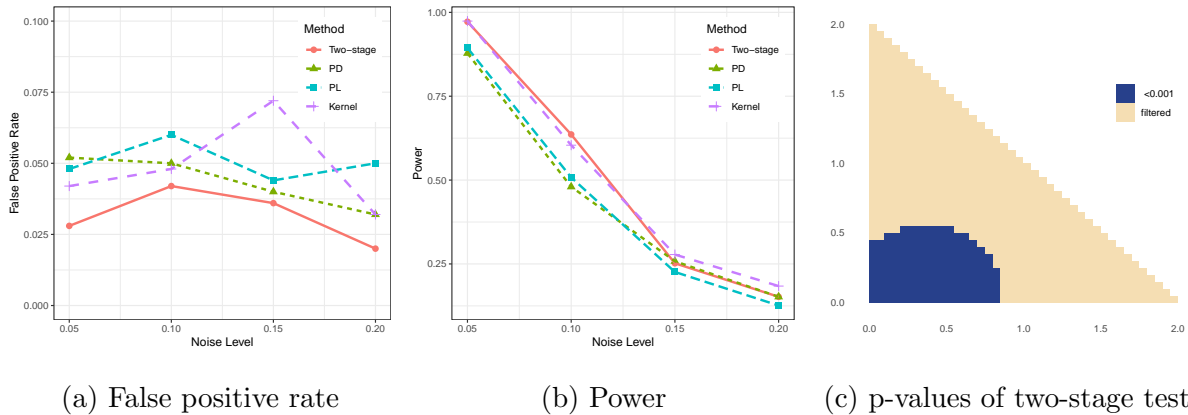 0.100
0.075
0.050
0.025
0.000
False Positive Rate
0.05
0.10
0.15
0.20
Noise Level
Method
Two-stage
PD
PL
Kernel
(a) False positive rate
1.00
0.75
0.50
0.25
Power
0.05
0.10
0.15
0.20
Noise Level
Method
Two-stage
PD
PL
Kernel
(b) Power
2.0
1.5
1.0
0.5
0.0
0.0
0.5
1.0
1.5
2.0
<0.001
filtered
(c) p-values of two-stage test